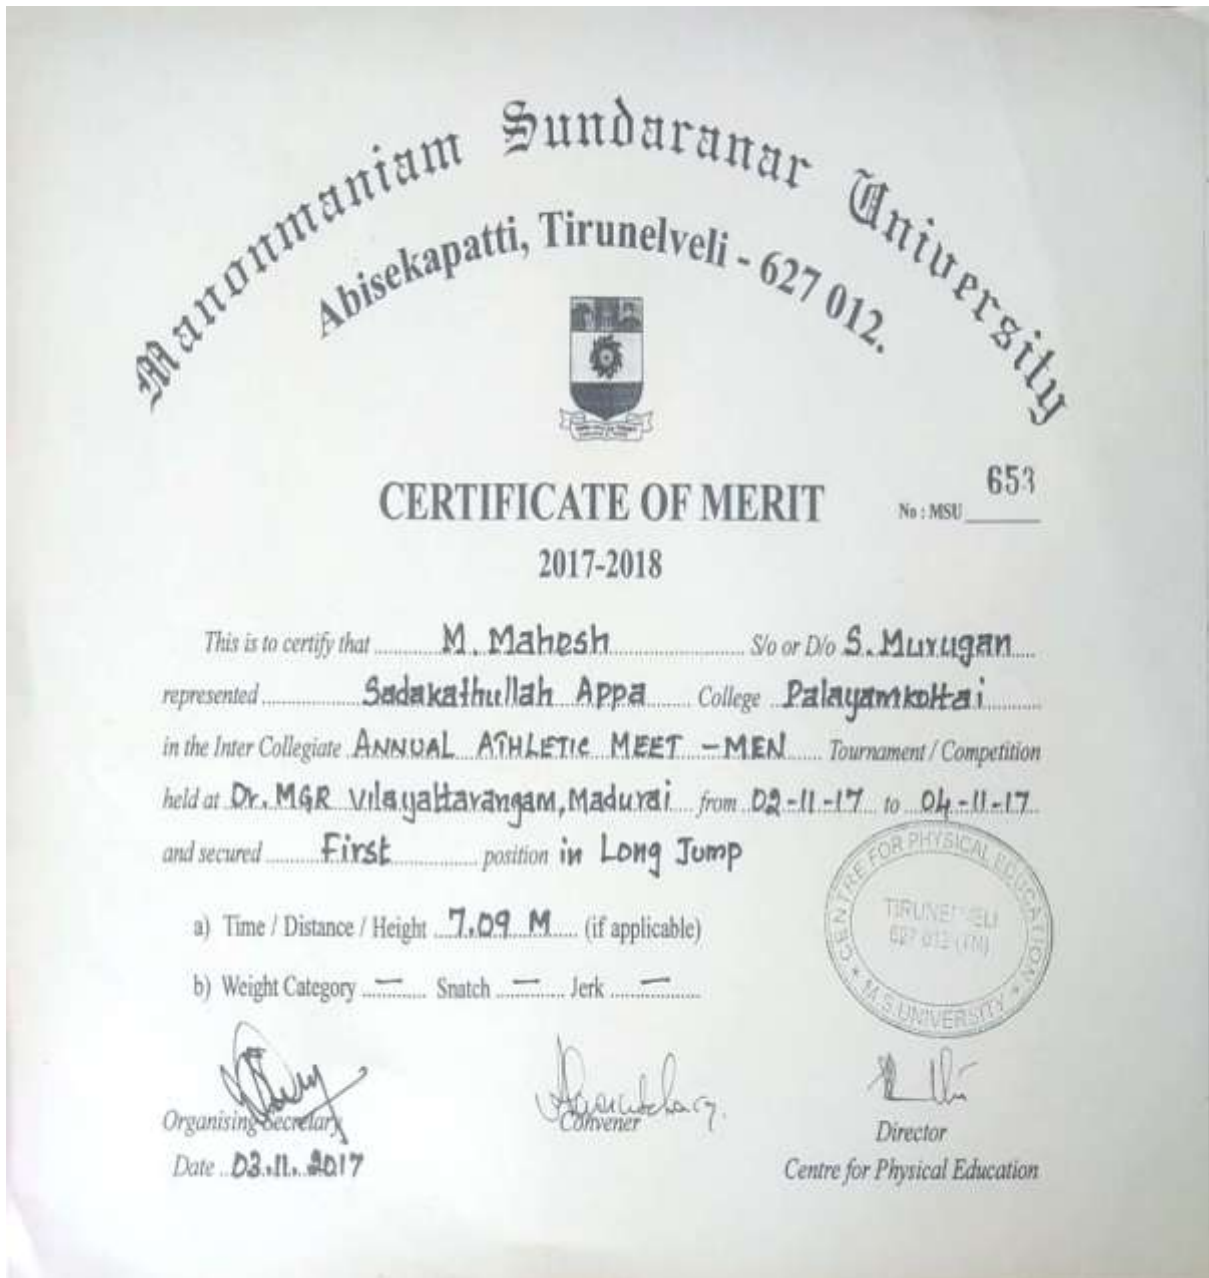 Manonmaniam Sundaranar University
Abisekapatti, Tirunelveli - 627 012.
CERTIFICATE OF MERIT
No : MSU 653
2017-2018
This is to certify that M. Mahesh S/o or D/o S. Murugan
represented Sadakathullah Appa College Palayamkottai
in the Inter Collegiate ANNUAL ATHLETIC MEET - MEN Tournament / Competition
held at Dr. MGR Vilayattarangam, Madurai from 02-11-17 to 04-11-17
and secured First position in Long Jump
a) Time / Distance / Height 7.09 M (if applicable)
b) Weight Category — Snatch — Jerk —
CENTRE FOR PHYSICAL EDUCATION
TIRUNELVELI
627 012 (TN)
* M.S. UNIVERSITY *
Organising Secretary
Convener
Director
Date 03.11.2017
Centre for Physical Education